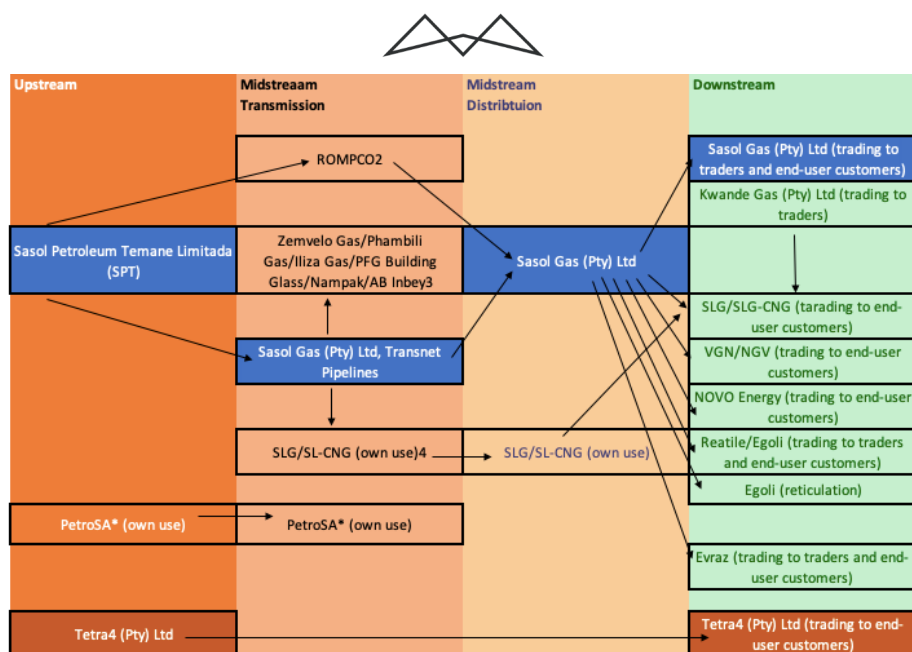 Upstream
Midstreaam
Transmission
Midstream
Distribtuion
Downstream
ROMPCO2
Sasol Gas (Pty) Ltd (trading to
traders and end-user customers)
Kwande Gas (Pty) Ltd (trading to
traders)
Sasol Petroleum Temane Limitada
(SPT)
Zemvelo Gas/Phambili
Gas/Iliza Gas/PFG Building
Glass/Nampak/AB Inbey3
Sasol Gas (Pty) Ltd
SLG/SLG-CNG (tarading to end-
user customers)
Sasol Gas (Pty) Ltd, Transnet
Pipelines
VGN/NGV (trading to end-user
customers)
NOVO Energy (trading to end-user
customers)
SLG/SL-CNG (own use)4
SLG/SL-CNG (own use)
Reatile/Egoli (trading to traders
and end-user customers)
Egoli (reticulation)
PetroSA* (own use)
PetroSA* (own use)
Evraz (trading to traders and end-
user customers)
Tetra4 (Pty) Ltd
Tetra4 (Pty) Ltd (trading to end-
user customers)